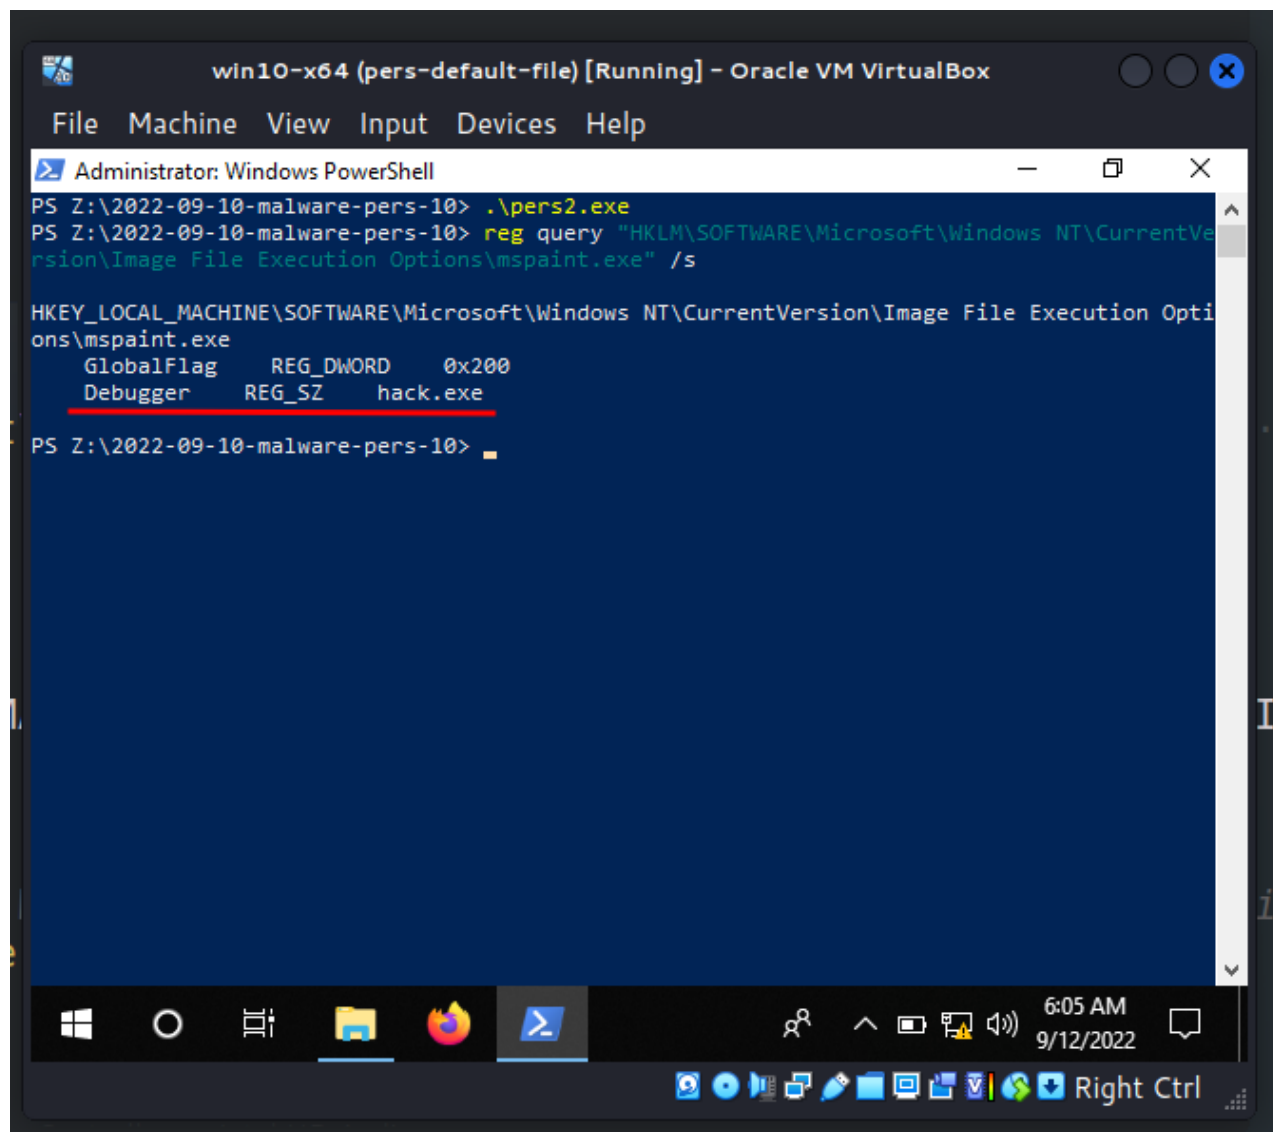 win10-x64 (pers-default-file) [Running] - Oracle VM VirtualBox
File Machine View Input Devices Help
Administrator: Windows PowerShell
PS Z:\2022-09-10-malware-pers-10> .\pers2.exe
PS Z:\2022-09-10-malware-pers-10> reg query "HKLM\SOFTWARE\Microsoft\Windows NT\CurrentVe
rsion\Image File Execution Options\mspaint.exe" /s
HKEY_LOCAL_MACHINE\SOFTWARE\Microsoft\Windows NT\CurrentVersion\Image File Execution Opti
ons\mspaint.exe
GlobalFlag REG_DWORD 0x200
Debugger REG_SZ hack.exe
PS Z:\2022-09-10-malware-pers-10>
6:05 AM
9/12/2022
Right Ctrl